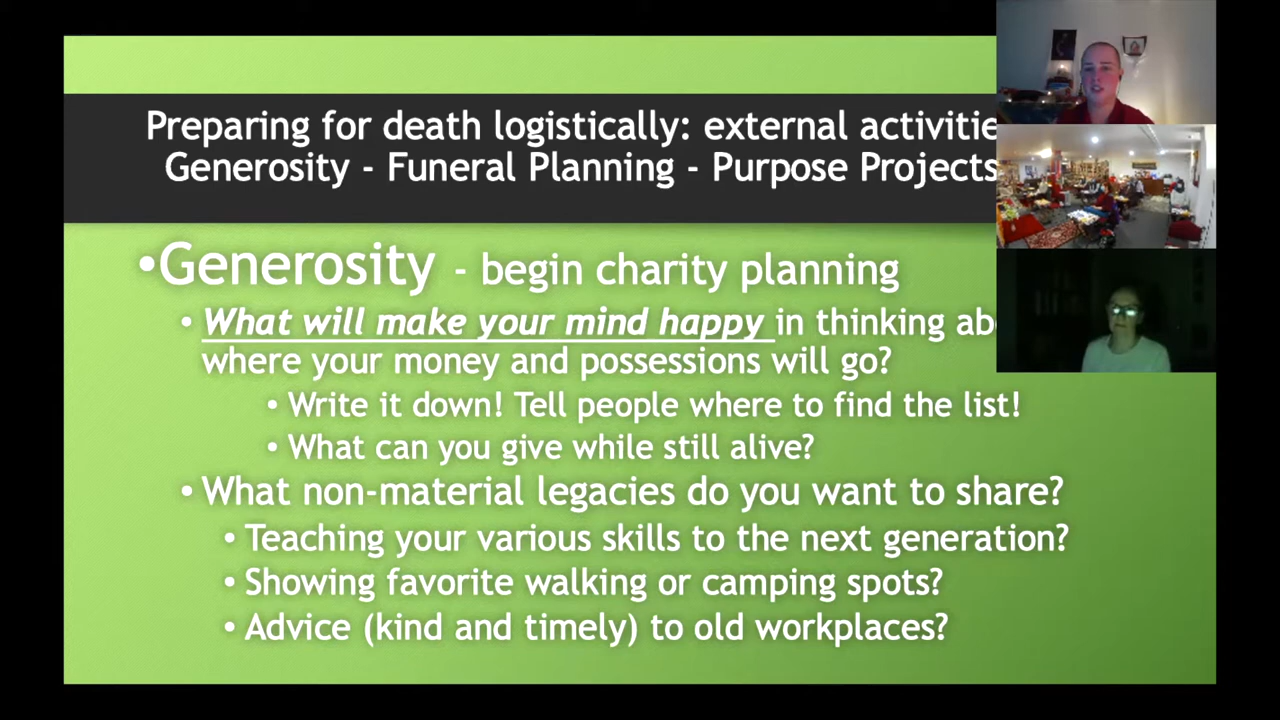 Preparing for death logistically: external activitie
Generosity - Funeral Planning - Purpose Projects
•Generosity - begin charity planning
• What will make your mind happy in thinking ab
where your money and possessions will go?
• Write it down! Tell people where to find the list!
• What can you give while still alive?
• What non-material legacies do you want to share?
• Teaching your various skills to the next generation?
• Showing favorite walking or camping spots?
• Advice (kind and timely) to old workplaces?